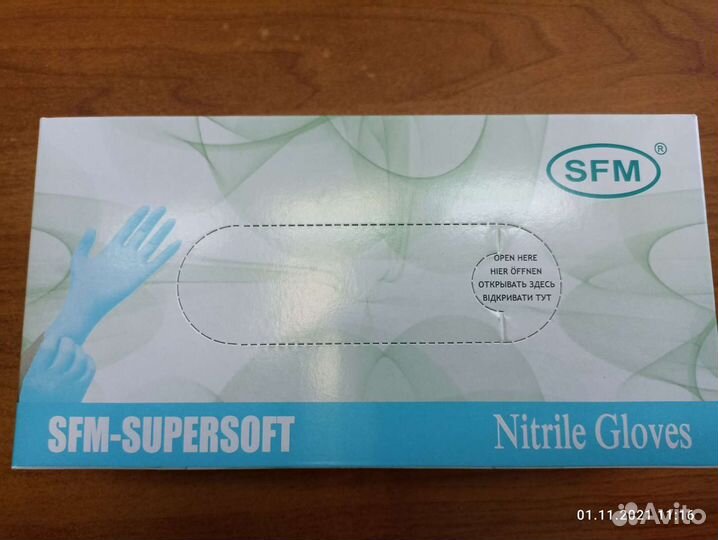 SFM®
OPEN HERE
HIER ÖFFNEN
ОТКРЫВАТЬ ЗДЕСЬ
ВІДКРИВАТИ ТУТ
SFM-SUPERSOFT
Nitrile Gloves
01.11.2021 11:16
Avito